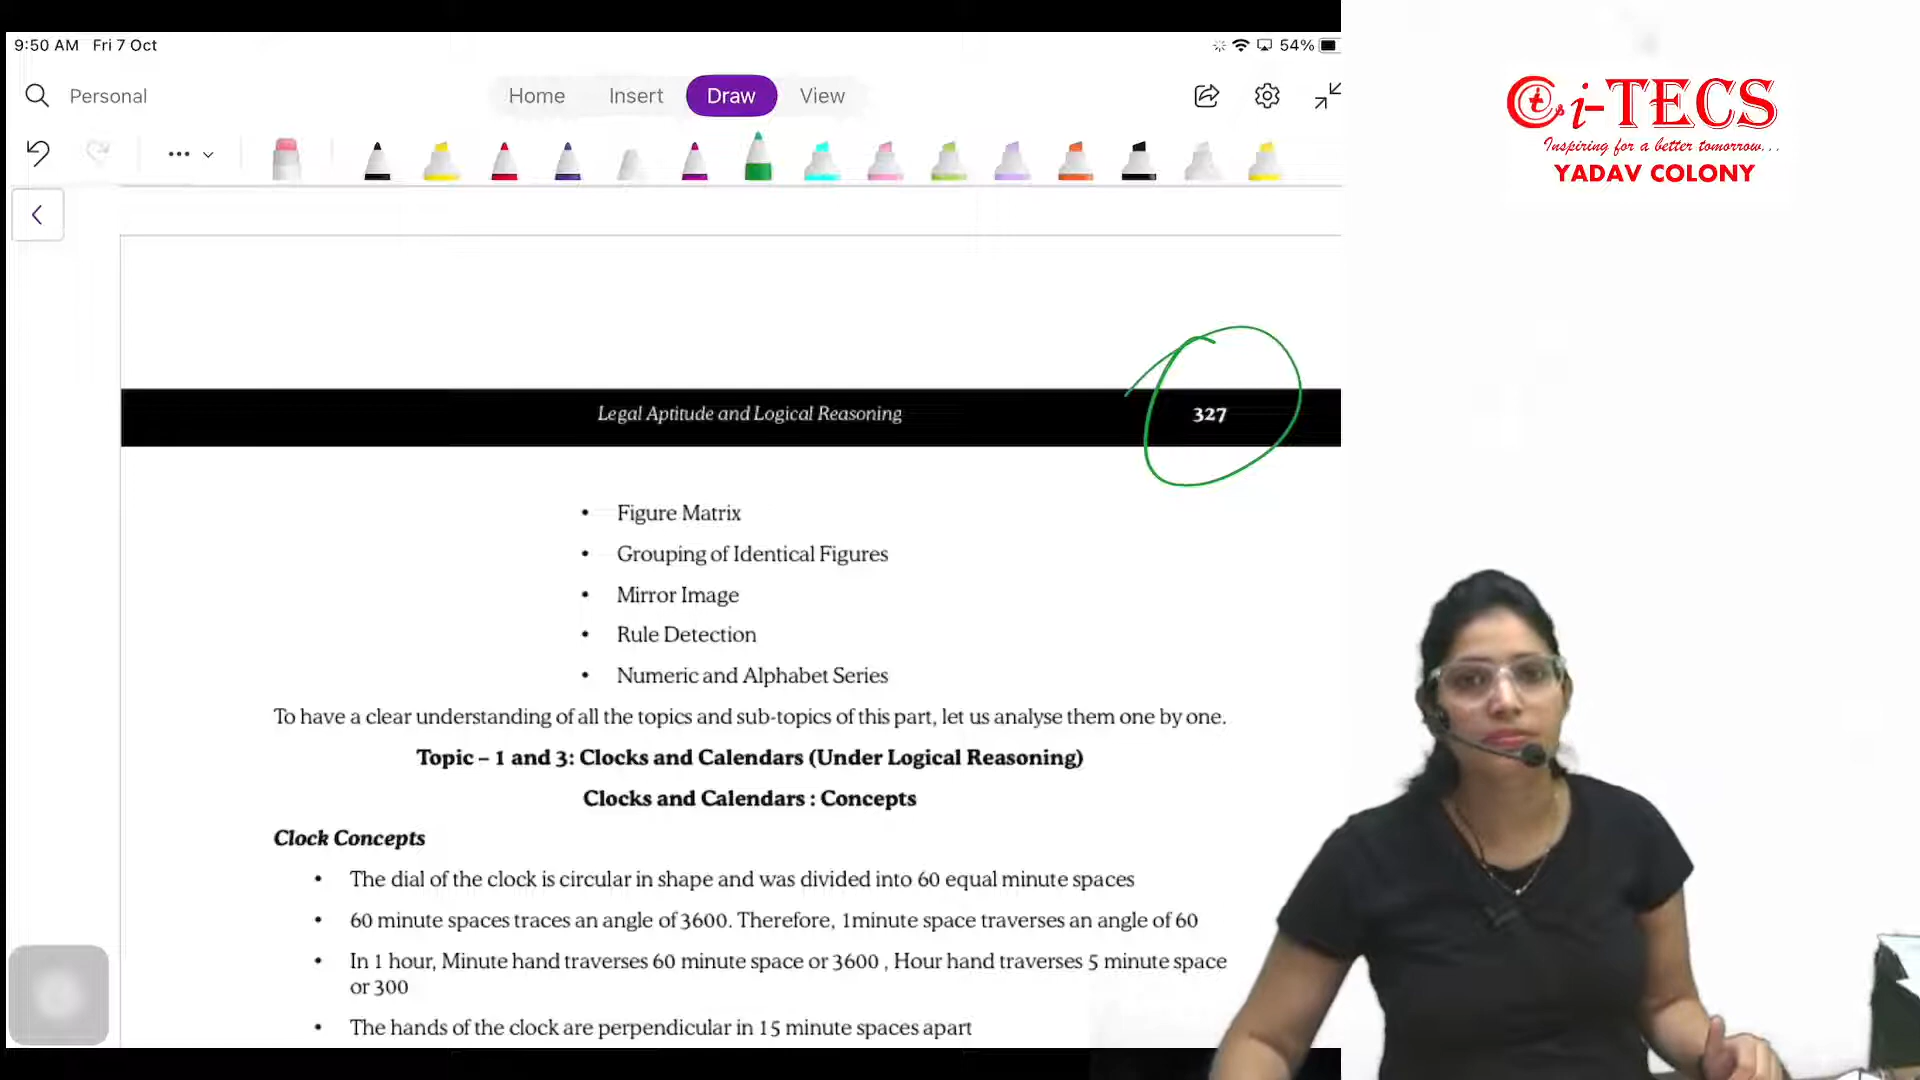 9:50 AM Fri 7 Oct
54%
Personal
Home Insert Draw View
i-TECS
Inspiring for a better tomorrow...
YADAV COLONY
Legal Aptitude and Logical Reasoning 327
• Figure Matrix
• Grouping of Identical Figures
• Mirror Image
• Rule Detection
• Numeric and Alphabet Series
To have a clear understanding of all the topics and sub-topics of this part, let us analyse them one by one.
Topic – 1 and 3: Clocks and Calendars (Under Logical Reasoning)
Clocks and Calendars : Concepts
Clock Concepts
• The dial of the clock is circular in shape and was divided into 60 equal minute spaces
• 60 minute spaces traces an angle of 3600. Therefore, 1minute space traverses an angle of 60
• In 1 hour, Minute hand traverses 60 minute space or 3600 , Hour hand traverses 5 minute space
or 300
• The hands of the clock are perpendicular in 15 minute spaces apart